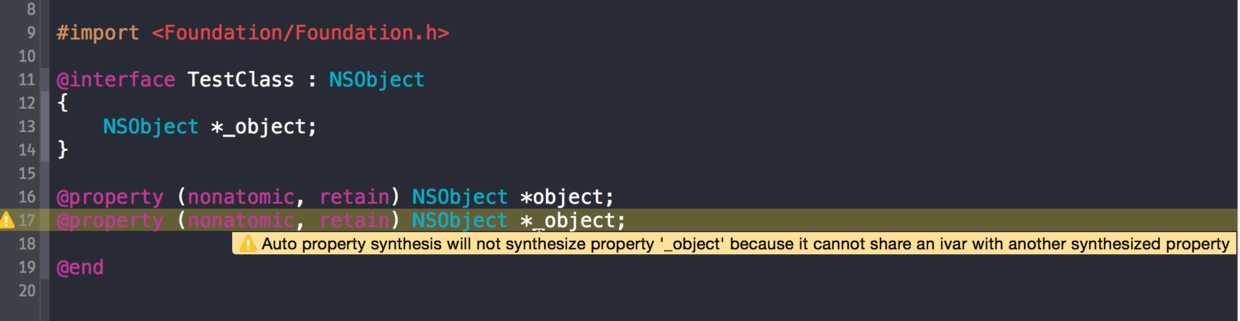 8
9 #import <Foundation/Foundation.h>
10
11 @interface TestClass : NSObject
12 {
13     NSObject *_object;
14 }
15
16 @property (nonatomic, retain) NSObject *object;
17 @property (nonatomic, retain) NSObject *_object;
18 Auto property synthesis will not synthesize property '_object' because it cannot share an ivar with another synthesized property
19 @end
20